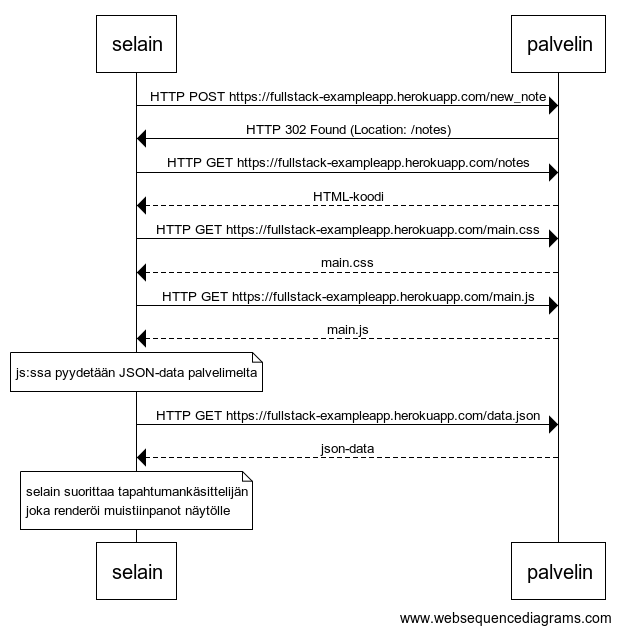 selain
palvelin
HTTP POST https://fullstack-exampleapp.herokuapp.com/new_note
HTTP 302 Found (Location: /notes)
HTTP GET https://fullstack-exampleapp.herokuapp.com/notes
HTML-koodi
HTTP GET https://fullstack-exampleapp.herokuapp.com/main.css
main.css
HTTP GET https://fullstack-exampleapp.herokuapp.com/main.js
main.js
js:ssa pyydetään JSON-data palvelimelta
HTTP GET https://fullstack-exampleapp.herokuapp.com/data.json
json-data
selain suorittaa tapahtumankäsittelijän
joka renderöi muistiinpanot näytölle
selain
palvelin
www.websequencediagrams.com